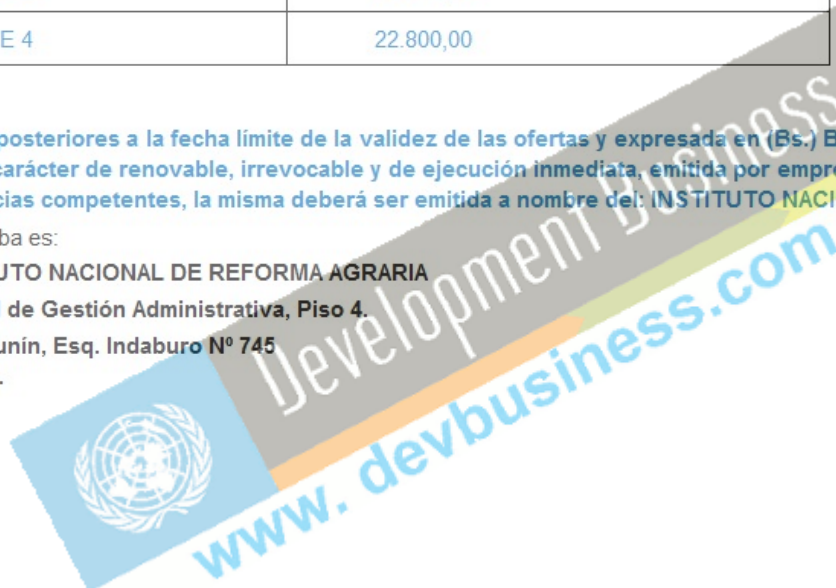 E 4 22.800,00
posteriores a la fecha límite de la validez de las ofertas y expresada en (Bs.) B
carácter de renovable, irrevocable y de ejecución inmediata, emitida por empr
cias competentes, la misma deberá ser emitida a nombre del: INSTITUTO NACI
ba es:
UTO NACIONAL DE REFORMA AGRARIA
de Gestión Administrativa, Piso 4.
unín, Esq. Indaburo Nº 745
.
Development Business
www. devbusiness.com